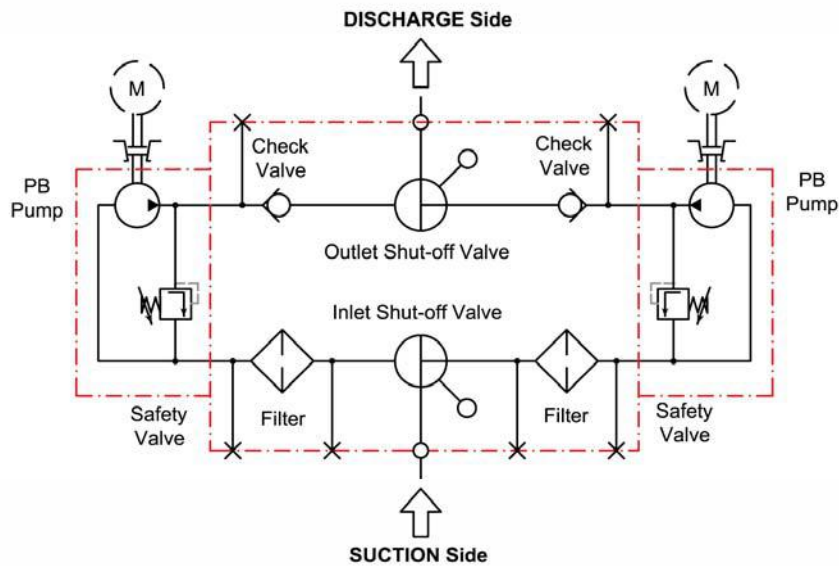 DISCHARGE Side
M
M
Check
Valve
Check
Valve
PB
Pump
PB
Pump
Outlet Shut-off Valve
Inlet Shut-off Valve
Safety
Valve
Filter
Filter
Safety
Valve
SUCTION Side